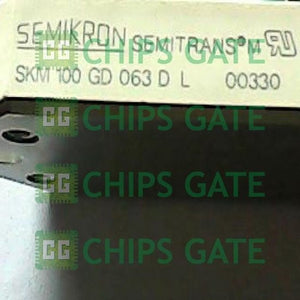 SEMIKRON SEMITRANS® M
SKM 100 GD 063 D L 00330
CHIPS GATE
CHIPS GATE
CHIPS GATE
CHIPS GATE